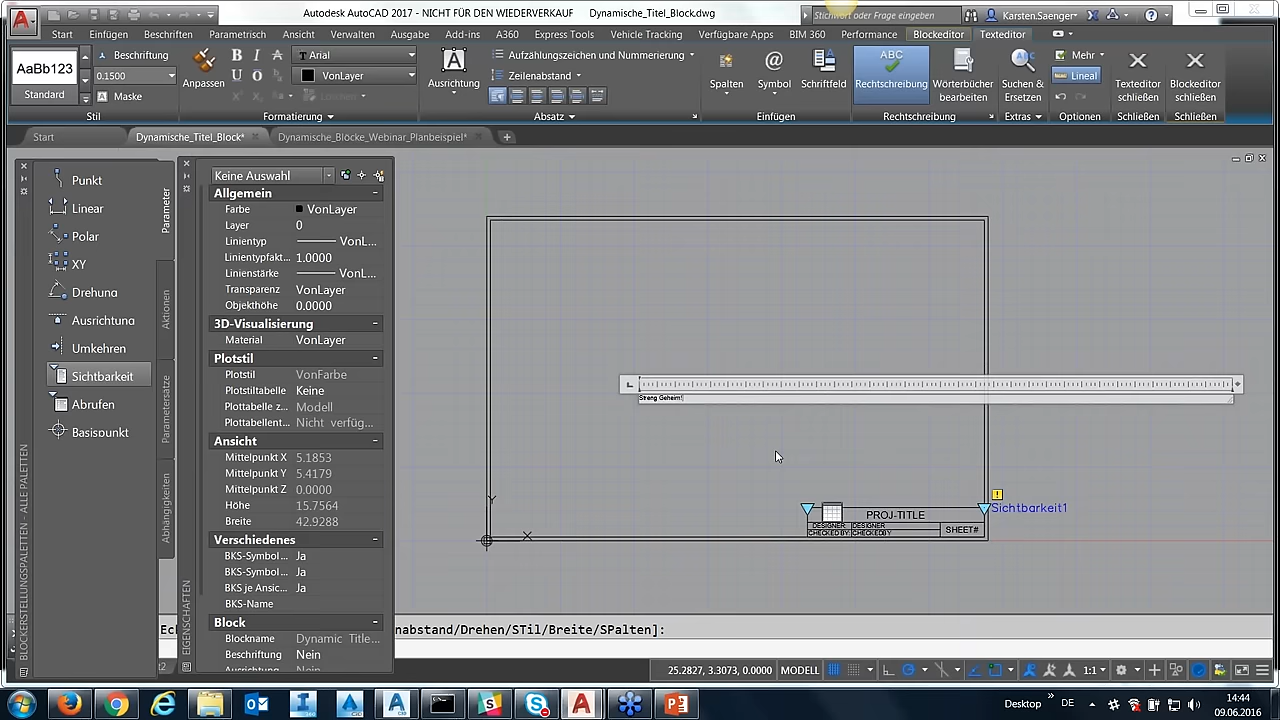 Autodesk AutoCAD 2017 - NICHT FÜR DEN WIEDERVERKAUF Dynamische_Titel_Block.dwg
Stichwort oder Frage eingeben
Karsten.Saenger
Start Einfügen Beschriften Parametrisch Ansicht Verwalten Ausgabe Add-ins A360 Express Tools Vehicle Tracking Verfügbare Apps BIM 360 Performance Blockeditor Texteditor
AaBb123
Standard
Beschriftung
0.1500
Maske
Stil
Anpassen
B I A
U O
Arial
VonLayer
Formatierung
A
Ausrichtung
Aufzählungszeichen und Nummerierung
Zeilenabstand
Absatz
Spalten
@
Symbol
Schriftfeld
Einfügen
ABC
Rechtschreibung
Wörterbücher bearbeiten
Rechtschreibung
Suchen & Ersetzen
Extras
Mehr
Lineal
Optionen
Texteditor schließen
Schließen
Blockeditor schließen
Schließen
Start
Dynamische_Titel_Block*
Dynamische_Blöcke_Webinar_Planbeispiel*
Punkt
Linear
Polar
XY
Drehung
Ausrichtung
Umkehren
Sichtbarkeit
Abrufen
Basispunkt
Parameter
Aktionen
Parametersätze
Abhängigkeiten
BLOCKERSTELLUNGSPALETTEN - ALLE PALETTEN
Keine Auswahl
Allgemein
Farbe VonLayer
Layer 0
Linientyp VonL...
Linientypfakt... 1.0000
Linienstärke VonL...
Transparenz VonLayer
Objekthöhe 0.0000
3D-Visualisierung
Material VonLayer
Plotstil
Plotstil VonFarbe
Plotstiltabelle Keine
Plottabelle z... Modell
Plottabellent... Nicht verfüg...
Ansicht
Mittelpunkt X 5.1853
Mittelpunkt Y 5.4179
Mittelpunkt Z 0.0000
Höhe 15.7564
Breite 42.9288
Verschiedenes
BKS-Symbol ... Ja
BKS-Symbol ... Ja
BKS je Ansic... Ja
BKS-Name
Block
Blockname Dynamic Title...
Beschriftung Nein
EIGENSCHAFTEN
Streng Geheim!
Y
X
Sichtbarkeit1
PROJ-TITLE
DESIGNER DESIGNER
CHECKED BY: CHECKEDBY
SHEET#
nabstand/Drehen/STil/Breite/SPalten]:
25.2827, 3.3073, 0.0000 MODELL
1:1
Desktop
DE
14:44
09.06.2016